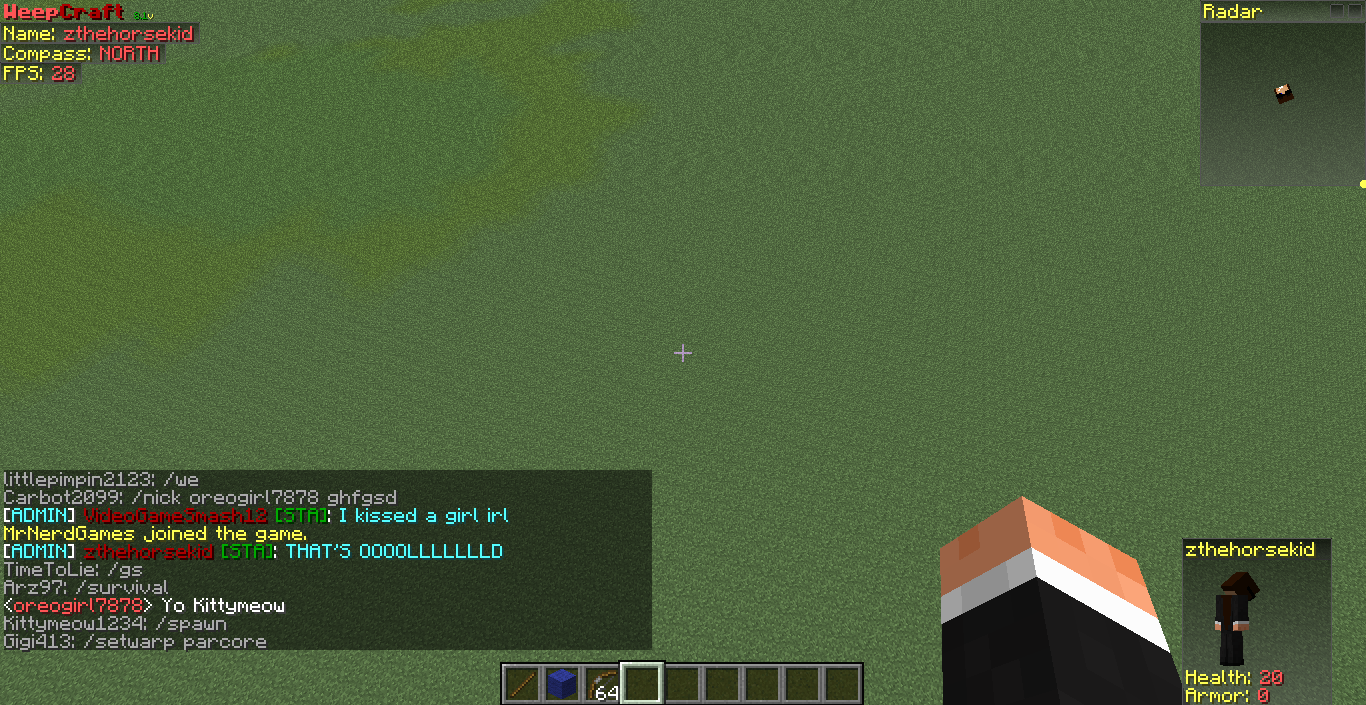 WeepCraft
Name: zthehorsekid
Compass: NORTH
FPS: 28
Radar
littlepimpin2123: /we
Carbot2099: /nick oreogirl7878 ghfgsd
[ADMIN] VideoGameSmash12 [STA]: I kissed a girl irl
MrNerdGames joined the game.
[ADMIN] zthehorsekid [STA]: THAT'S OOOOLLLLLLLLD
TimeToLie: /gs
Arz97: /survival
<oreogirl7878> Yo Kittymeow
Kittymeow1234: /spawn
Gigi413: /setwarp parcore
64
zthehorsekid
Health: 20
Armor: 0